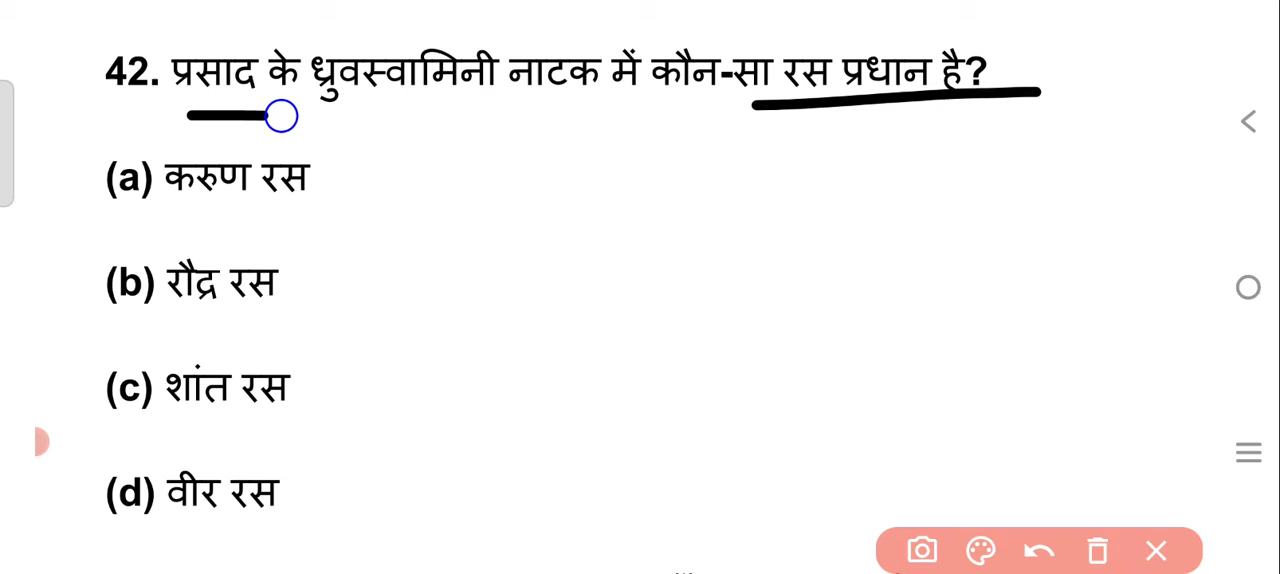 42. प्रसाद के ध्रुवस्वामिनी नाटक में कौन-सा रस प्रधान है?
(a) करुण रस
(b) रौद्र रस
(c) शांत रस
(d) वीर रस